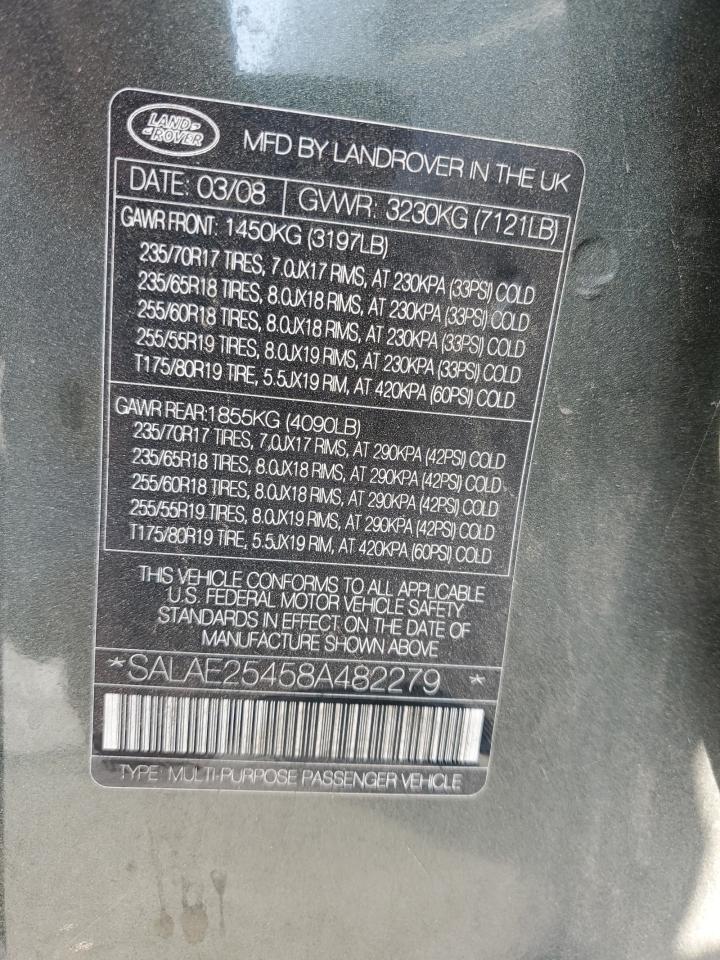 LAND-
-ROVER
MFD BY LANDROVER IN THE UK
DATE: 03/08 GVWR: 3230KG (7121LB)
GAWR FRONT: 1450KG (3197LB)
235/70R17 TIRES, 7.0JX17 RIMS, AT 230KPA (33PSI) COLD
235/65R18 TIRES, 8.0JX18 RIMS, AT 230KPA (33PSI) COLD
255/60R18 TIRES, 8.0JX18 RIMS, AT 230KPA (33PSI) COLD
255/55R19 TIRES, 8.0JX19 RIMS, AT 230KPA (33PSI) COLD
T175/80R19 TIRE, 5.5JX19 RIM, AT 420KPA (60PSI) COLD
GAWR REAR:1855KG (4090LB)
235/70R17 TIRES, 7.0JX17 RIMS, AT 290KPA (42PSI) COLD
235/65R18 TIRES, 8.0JX18 RIMS, AT 290KPA (42PSI) COLD
255/60R18 TIRES, 8.0JX18 RIMS, AT 290KPA (42PSI) COLD
255/55R19 TIRES, 8.0JX19 RIMS, AT 290KPA (42PSI) COLD
T175/80R19 TIRE, 5.5JX19 RIM, AT 420KPA (60PSI) COLD
THIS VEHICLE CONFORMS TO ALL APPLICABLE
U.S. FEDERAL MOTOR VEHICLE SAFETY
STANDARDS IN EFFECT ON THE DATE OF
MANUFACTURE SHOWN ABOVE
*SALAE25458A482279 *
TYPE: MULTI-PURPOSE PASSENGER VEHICLE